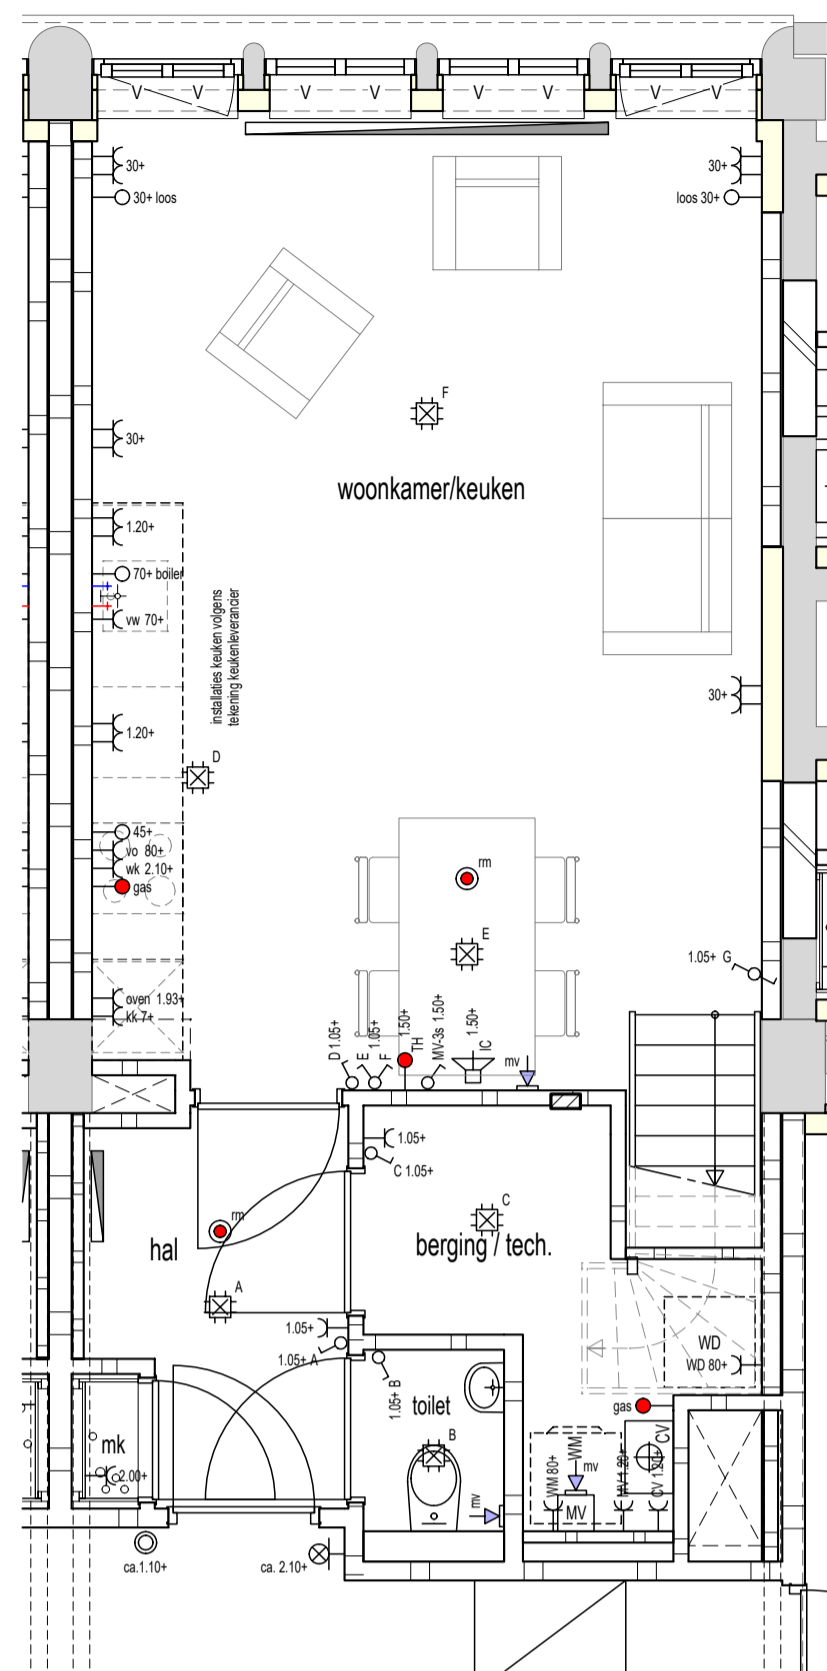 V V V V V V V V
30+ 30+
30+ loos loos 30+
F
30+
woonkamer/keuken
1.20+
70+ boiler
vw 70+
installaties keuken volgens
tekening keukenleverancier
30+
1.20+
D
45+
vo 80+
wk 2.10+
gas
rm
E
1.05+ G
oven 1.93+
kk 7+
D 1.05+
E 1.05+
F
TH 1.50+
MV-3s 1.50+
IC 1.50+
mv
1.05+
C 1.05+
rm
C
hal
berging / tech.
A
1.05+
1.05+ A
WD
WD 80+
1.05+ B
toilet
gas
mk
B
2.00+
WM
CV
WM 80+
mv
MV 1.20+
CV 1.20+
mv
MV
ca.1.10+
ca. 2.10+